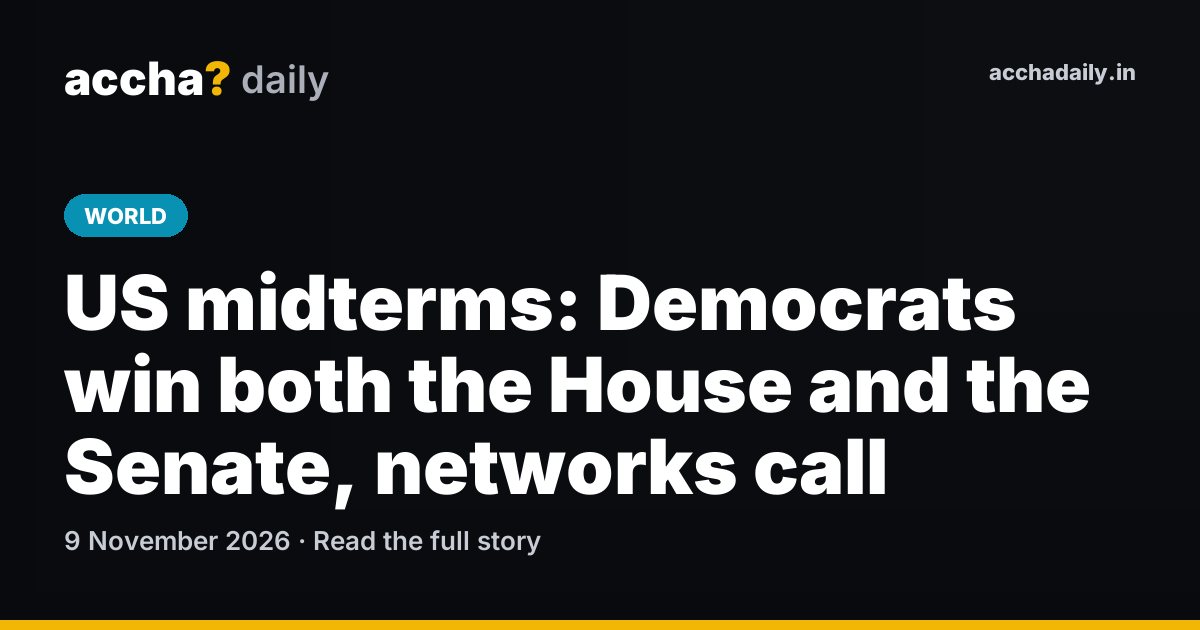 accha? daily
acchadaily.in
WORLD
US midterms: Democrats
win both the House and the
Senate, networks call
9 November 2026 · Read the full story